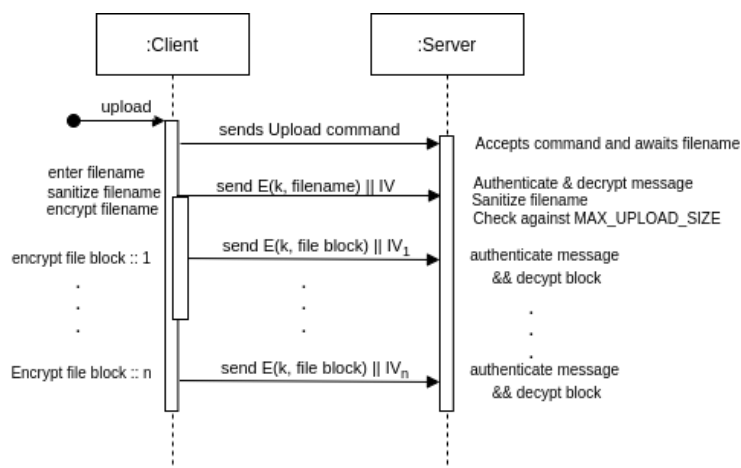 :Client
:Server
upload
sends Upload command
Accepts command and awaits filename
enter filename
sanitize filename
encrypt filename
send E(k, filename) || IV
Authenticate & decrypt message
Sanitize filename
Check against MAX_UPLOAD_SIZE
encrypt file block :: 1
send E(k, file block) || IV₁
authenticate message
&& decypt block
Encrypt file block :: n
send E(k, file block) || IVₙ
authenticate message
&& decypt block